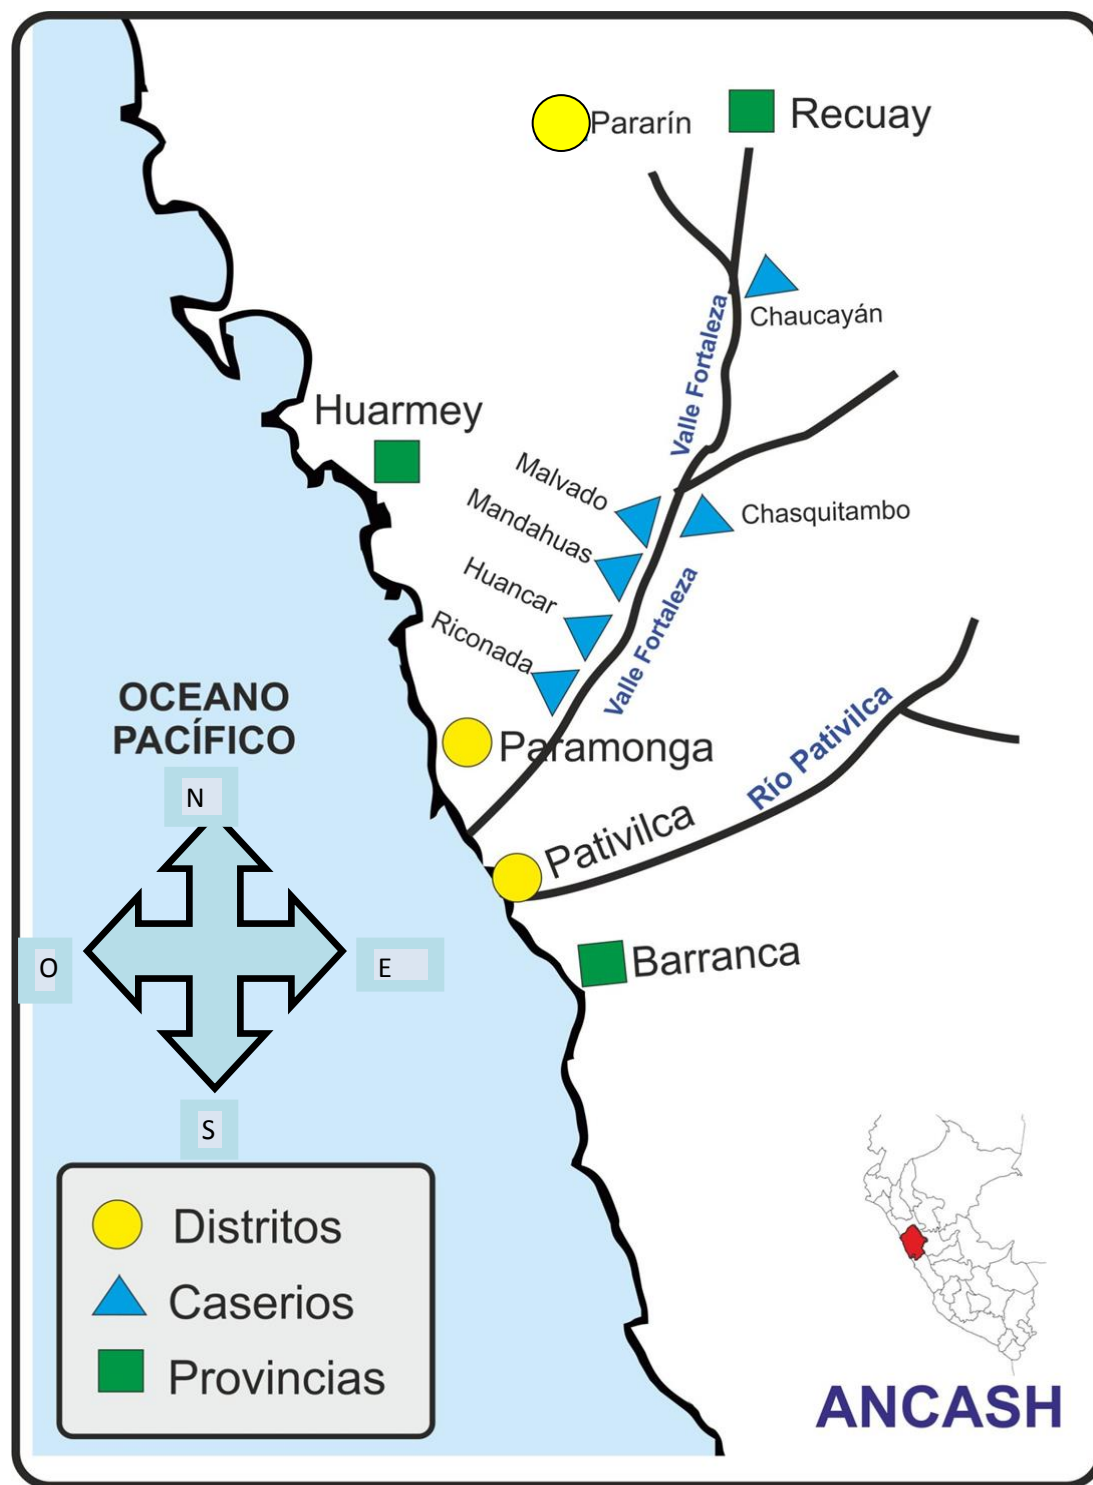 Pararín
Recuay
Chaucayán
Valle Fortaleza
Huarmey
Malvado
Mandahuas
Chasquitambo
Huancar
Riconada
Valle Fortaleza
OCEANO
PACÍFICO
Paramonga
Río Pativilca
N
Pativilca
O
E
Barranca
S
Distritos
Caserios
Provincias
ANCASH